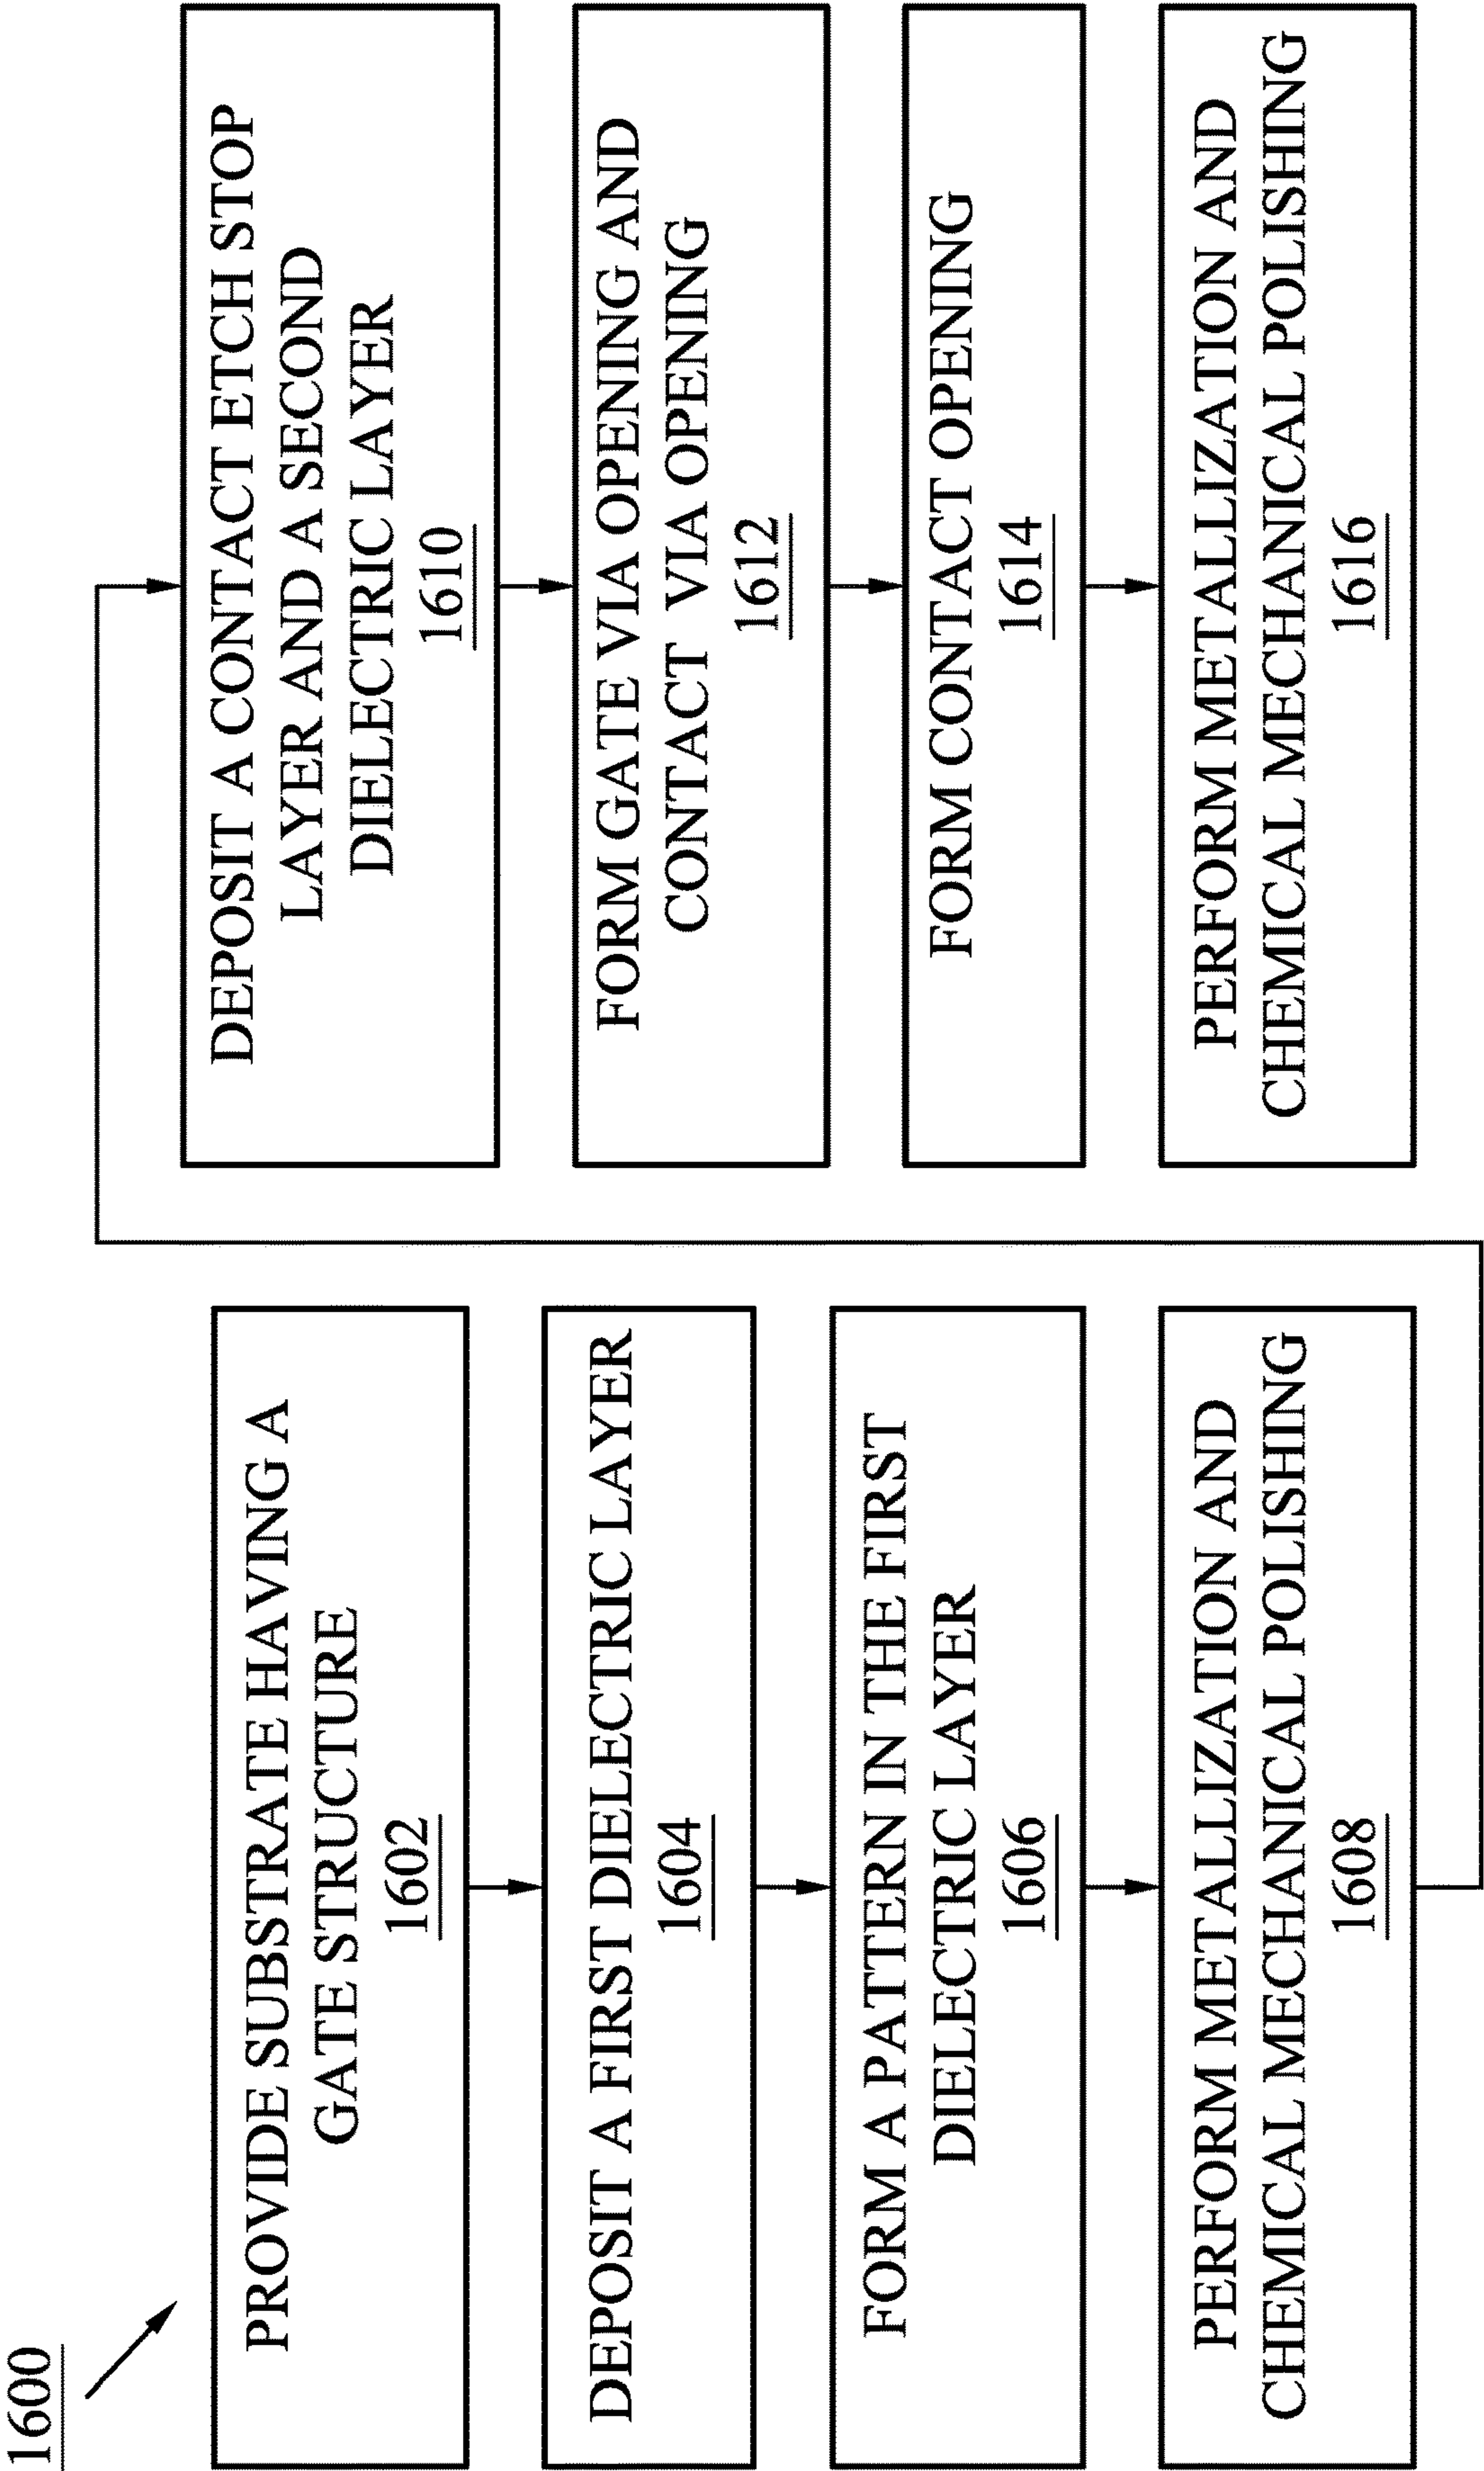 1600
PROVIDE SUBSTRATE HAVING A
GATE STRUCTURE
1602
DEPOSIT A FIRST DIELECTRIC LAYER
1604
FORM A PATTERN IN THE FIRST
DIELECTRIC LAYER
1606
PERFORM METALLIZATION AND
CHEMICAL MECHANICAL POLISHING
1608
DEPOSIT A CONTACT ETCH STOP
LAYER AND A SECOND
DIELECTRIC LAYER
1610
FORM GATE VIA OPENING AND
CONTACT VIA OPENING
1612
FORM CONTACT OPENING
1614
PERFORM METALLIZATION AND
CHEMICAL MECHANICAL POLISHING
1616